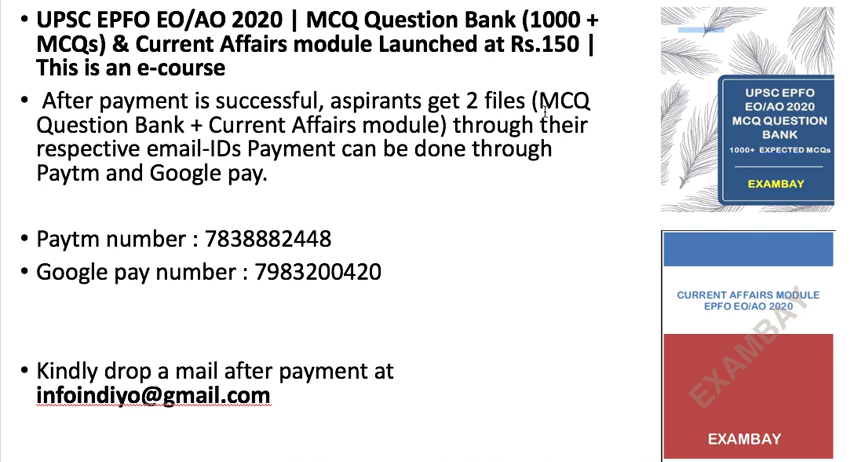 • UPSC EPFO EO/AO 2020 | MCQ Question Bank (1000 +
MCQs) & Current Affairs module Launched at Rs.150 |
This is an e-course
• After payment is successful, aspirants get 2 files (MCQ
Question Bank + Current Affairs module) through their
respective email-IDs Payment can be done through
Paytm and Google pay.
• Paytm number : 7838882448
• Google pay number : 7983200420
• Kindly drop a mail after payment at
infoindiyo@gmail.com
UPSC EPFO
EO/AO 2020
MCQ QUESTION
BANK
1000+ EXPECTED MCQs
EXAMBAY
CURRENT AFFAIRS MODULE
EPFO EO/AO 2020
EXAMBAY
EXAMBAY